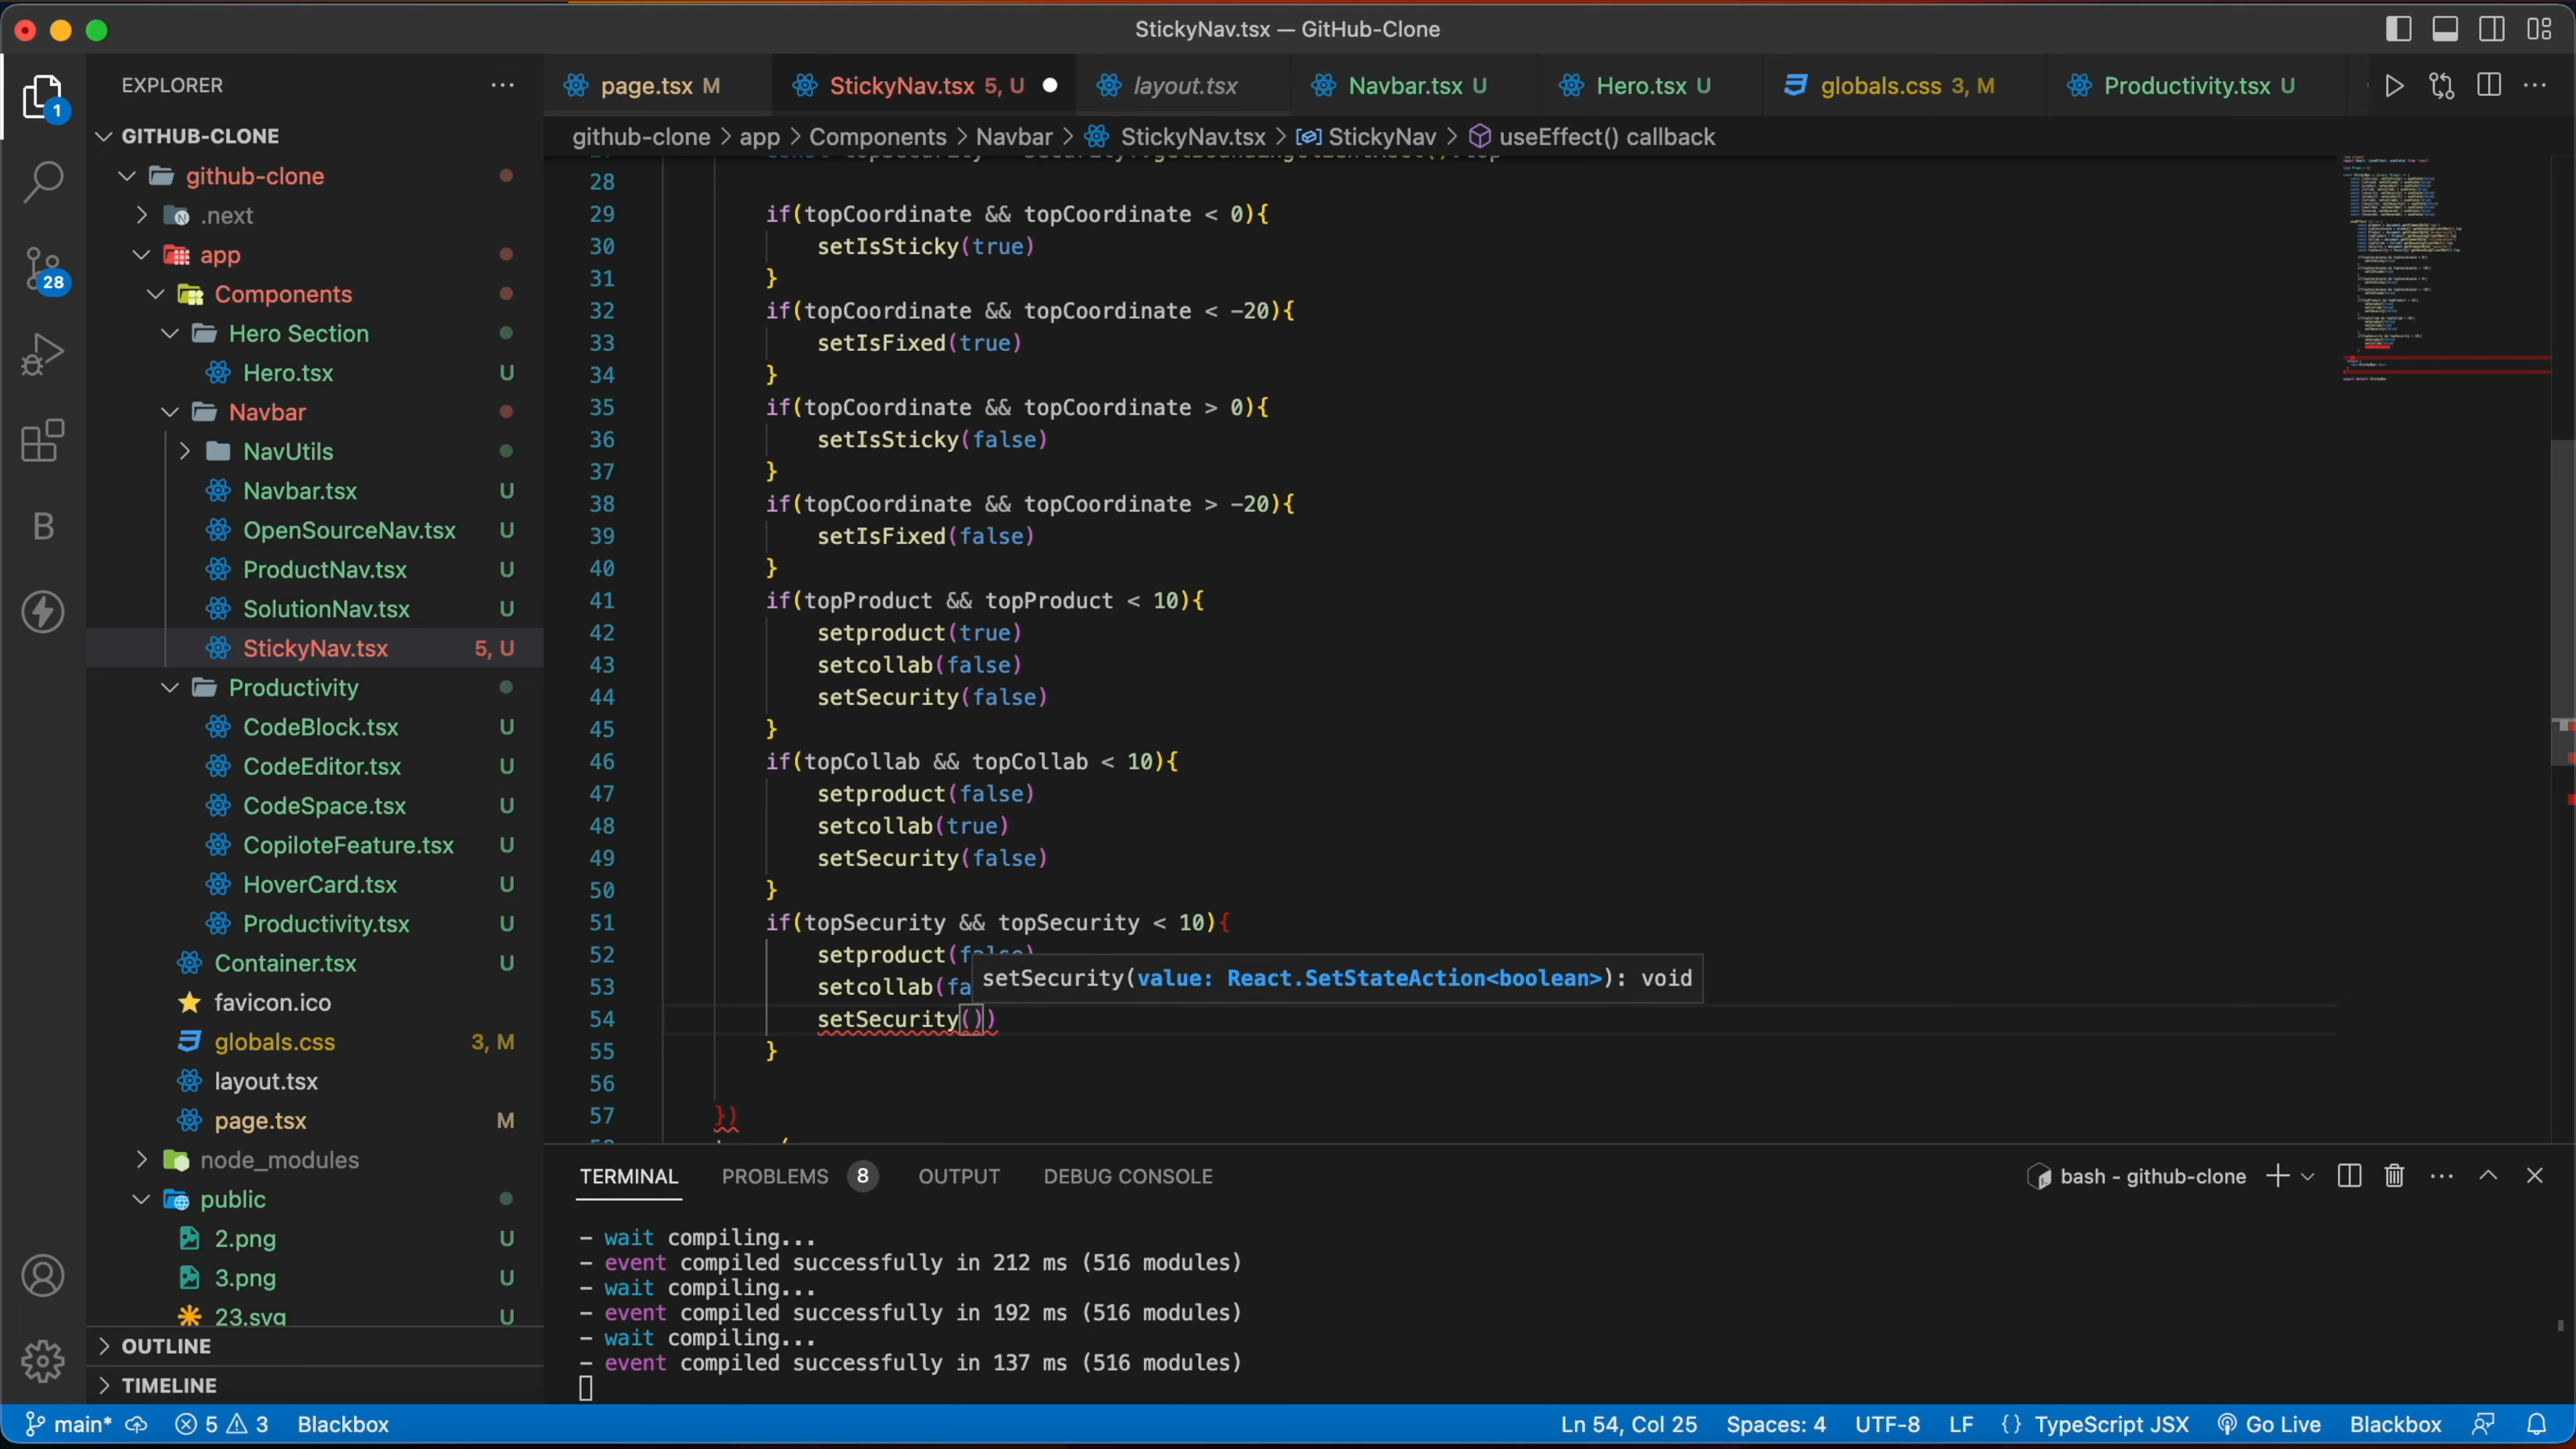 StickyNav.tsx — GitHub-Clone
EXPLORER
page.tsx M
StickyNav.tsx 5, U
layout.tsx
Navbar.tsx U
Hero.tsx U
globals.css 3, M
Productivity.tsx U
github-clone > app > Components > Navbar > StickyNav.tsx > StickyNav > useEffect() callback
1
28
B
GITHUB-CLONE
github-clone
.next
app
Components
Hero Section
Hero.tsx U
Navbar
NavUtils
Navbar.tsx U
OpenSourceNav.tsx U
ProductNav.tsx U
SolutionNav.tsx U
StickyNav.tsx 5, U
Productivity
CodeBlock.tsx U
CodeEditor.tsx U
CodeSpace.tsx U
CopiloteFeature.tsx U
HoverCard.tsx U
Productivity.tsx U
Container.tsx U
favicon.ico
globals.css 3, M
layout.tsx
page.tsx M
node_modules
public
2.png U
3.png U
23.svg U
OUTLINE
TIMELINE
28
29 if(topCoordinate && topCoordinate < 0){
30 setIsSticky(true)
31 }
32 if(topCoordinate && topCoordinate < -20){
33 setIsFixed(true)
34 }
35 if(topCoordinate && topCoordinate > 0){
36 setIsSticky(false)
37 }
38 if(topCoordinate && topCoordinate > -20){
39 setIsFixed(false)
40 }
41 if(topProduct && topProduct < 10){
42 setproduct(true)
43 setcollab(false)
44 setSecurity(false)
45 }
46 if(topCollab && topCollab < 10){
47 setproduct(false)
48 setcollab(true)
49 setSecurity(false)
50 }
51 if(topSecurity && topSecurity < 10){
52 setproduct(false)
53 setcollab(fa
setSecurity(value: React.SetStateAction<boolean>): void
54 setSecurity())
55 }
56
57 })
TERMINAL PROBLEMS 8 OUTPUT DEBUG CONSOLE
bash - github-clone
- wait compiling...
- event compiled successfully in 212 ms (516 modules)
- wait compiling...
- event compiled successfully in 192 ms (516 modules)
- wait compiling...
- event compiled successfully in 137 ms (516 modules)
main* 5 3 Blackbox
Ln 54, Col 25 Spaces: 4 UTF-8 LF {} TypeScript JSX Go Live Blackbox